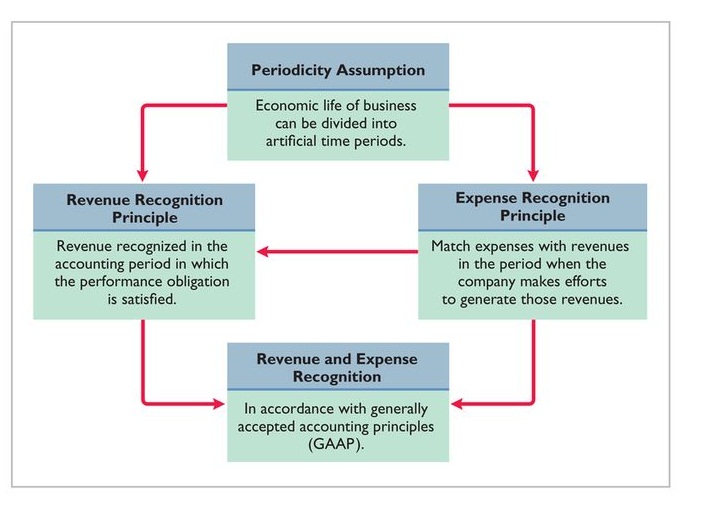 Periodicity Assumption
Economic life of business
can be divided into
artificial time periods.
Revenue Recognition
Principle
Revenue recognized in the
accounting period in which
the performance obligation
is satisfied.
Expense Recognition
Principle
Match expenses with revenues
in the period when the
company makes efforts
to generate those revenues.
Revenue and Expense
Recognition
In accordance with generally
accepted accounting principles
(GAAP).